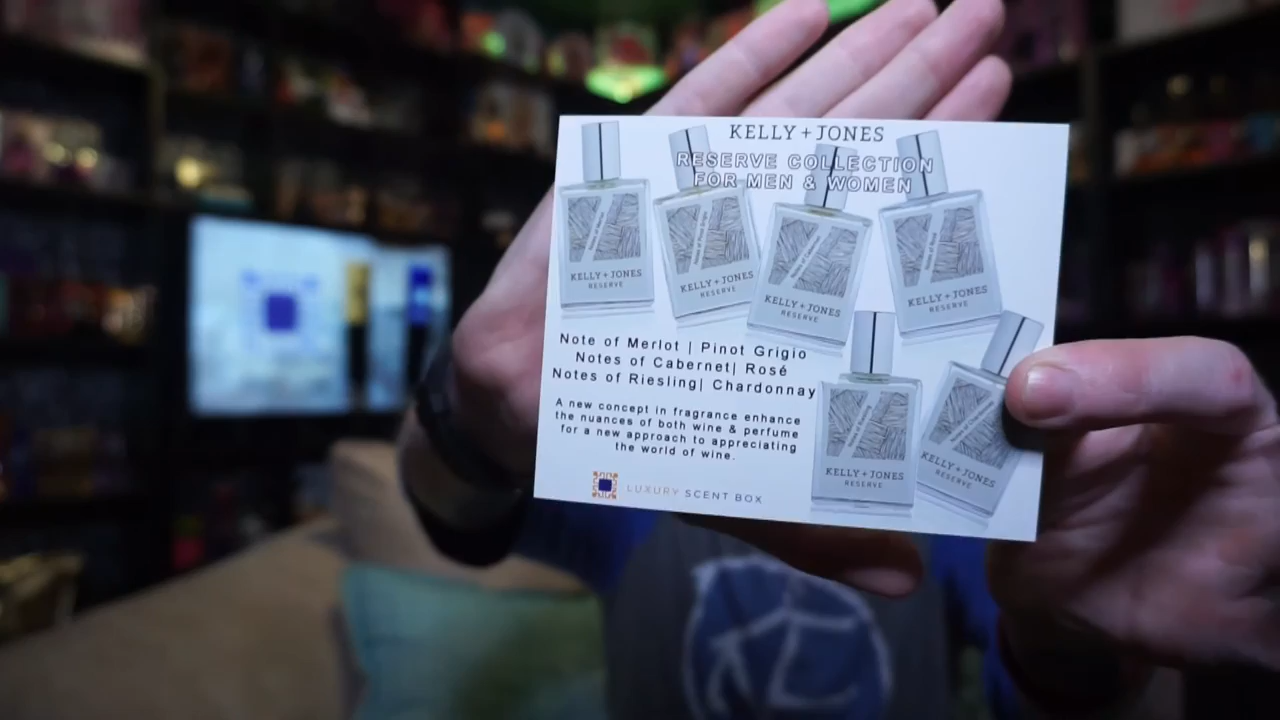 KELLY + JONES
RESERVE COLLECTION
FOR MEN & WOMEN
KELLY + JONES
RESERVE
KELLY + JONES
RESERVE
KELLY + JONES
RESERVE
KELLY + JONES
RESERVE
Note of Merlot | Pinot Grigio
Notes of Cabernet| Rosé
Notes of Riesling| Chardonnay
A new concept in fragrance enhance
the nuances of both wine & perfume
for a new approach to appreciating
the world of wine.
KELLY + JONES
RESERVE
KELLY + JONES
RESERVE
LUXURY SCENT BOX